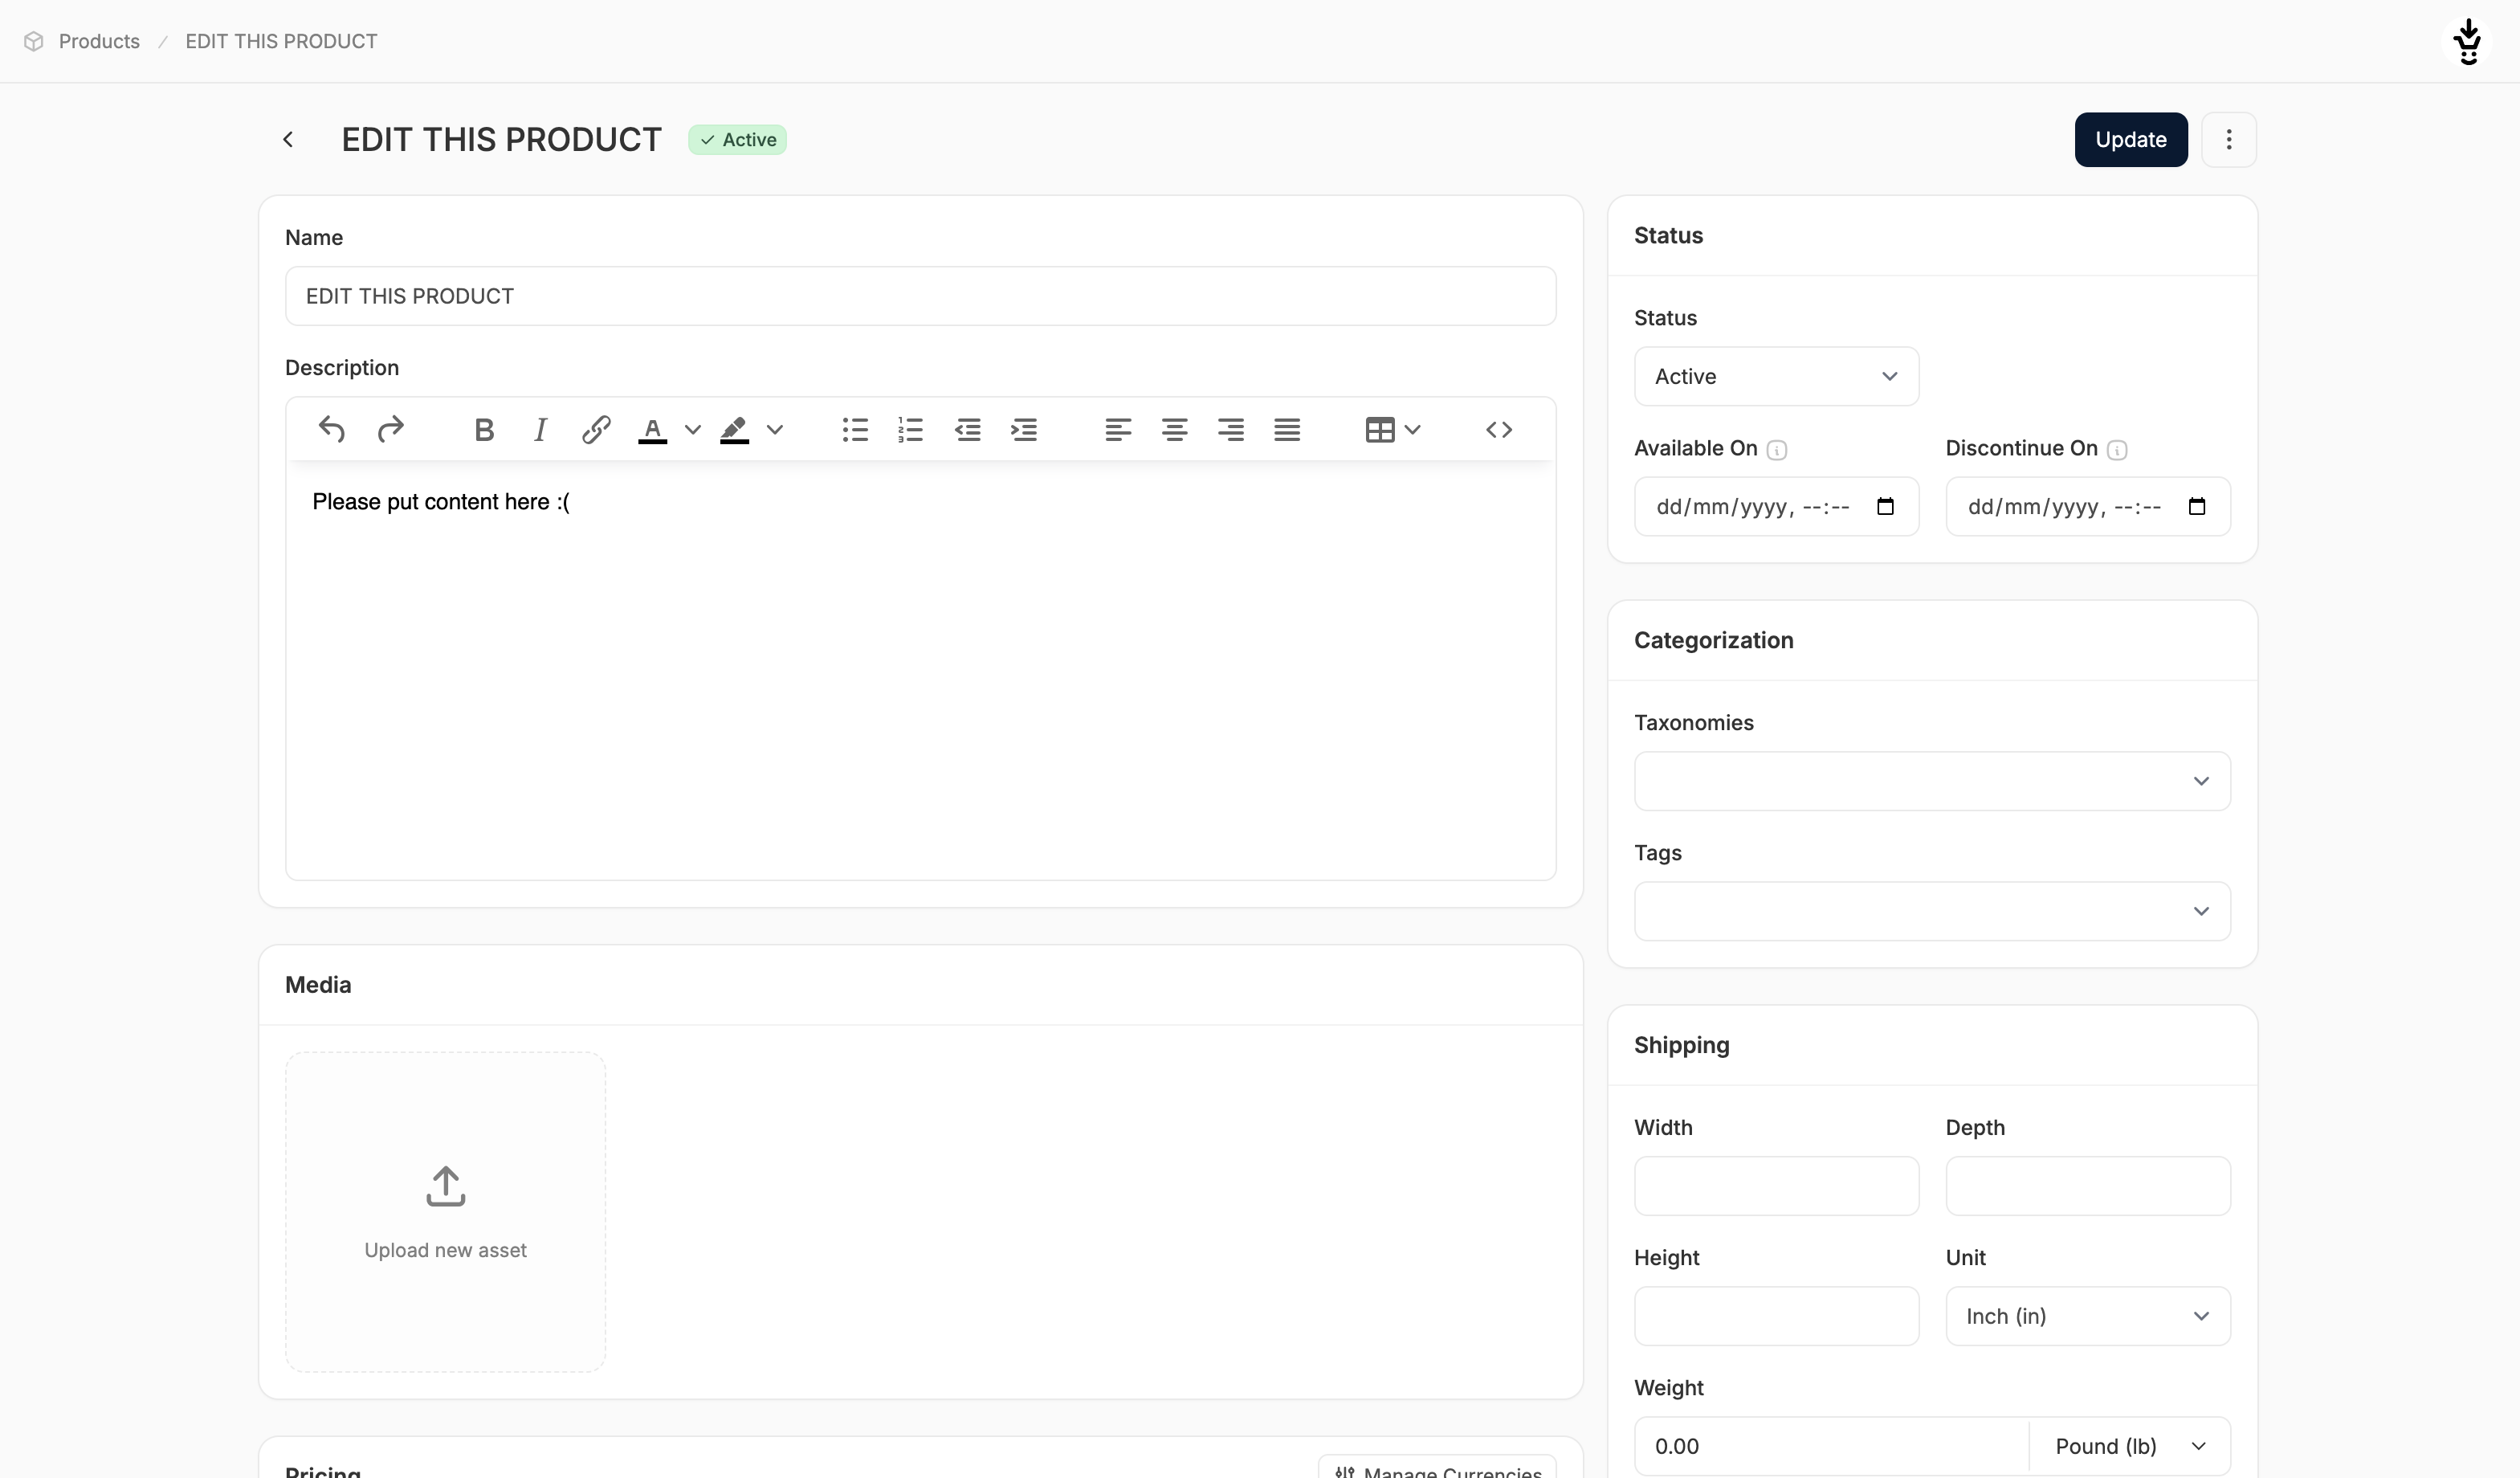 Products / EDIT THIS PRODUCT
EDIT THIS PRODUCT
Active
Update
Name
EDIT THIS PRODUCT
Description
Please put content here :(
Media
Upload new asset
Pricing
Manage Currencies
Status
Status
Active
Available On
Discontinue On
dd/mm/yyyy, --:--
dd/mm/yyyy, --:--
Categorization
Taxonomies
Tags
Shipping
Width
Depth
Height
Unit
Inch (in)
Weight
0.00
Pound (lb)